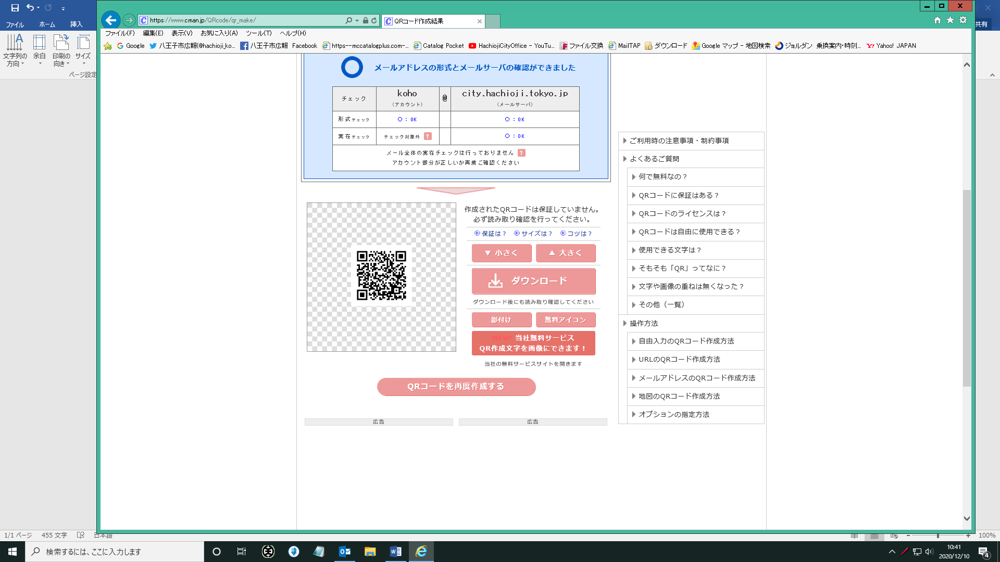 https://www.cman.jp/QRcode/qr_make/
QRコード作成結果
ファイル ホーム 挿入
共有
ファイル(F) 編集(E) 表示(V) お気に入り(A) ツール(T) ヘルプ(H)
Google 八王子市広報(@hachioji_ko... 八王子市広報 Facebook https--mccatalogplus.com-... Catalog Pocket HachiojiCityOffice - YouTu... ファイル交換 MailTAP ダウンロード Google マップ - 地図検索 ジョルダン 乗換案内・時刻... Yahoo! JAPAN
文字列の方向
余白
印刷の向き
サイズ
ページ設定
メールアドレスの形式とメールサーバの確認ができました
チェック koho @ city.hachioji.tokyo.jp
(アカウント) (メールサーバ)
形式チェック ○：OK ○：OK
実在チェック チェック対象外 ? ○：OK
メール全体の実在チェックは行っておりません ?
アカウント部分が正しいか再度ご確認ください
作成されたQRコードは保証していません。
必ず読み取り確認を行ってください。
保証は？ サイズは？ コツは？
▼ 小さく ▲ 大きく
ダウンロード
ダウンロード後にも読み取り確認してください
影付け 無料アイコン
NEW! 当社無料サービス
QR作成文字を画像にできます！
当社の無料サービスサイトを開きます
QRコードを再度作成する
広告 広告
ご利用時の注意事項・制約事項
よくあるご質問
何で無料なの？
QRコードに保証はある？
QRコードのライセンスは？
QRコードは自由に使用できる？
使用できる文字は？
そもそも「QR」ってなに？
文字や画像の重ねは無くなった？
その他（一覧）
操作方法
自由入力のQRコード作成方法
URLのQRコード作成方法
メールアドレスのQRコード作成方法
地図のQRコード作成方法
オプションの指定方法
1/1 ページ 455 文字 日本語 100%
検索するには、ここに入力します
10:41
2020/12/10
4